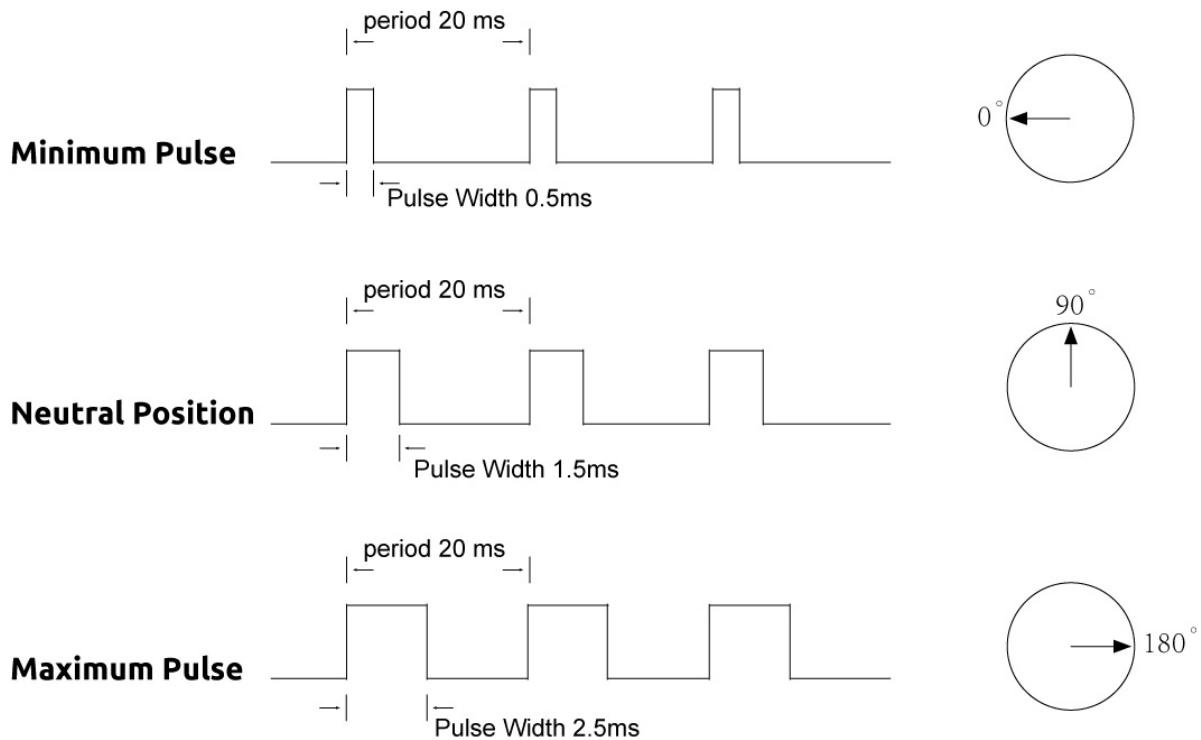 period 20 ms
Minimum Pulse
Pulse Width 0.5ms
0°
period 20 ms
Neutral Position
Pulse Width 1.5ms
90°
period 20 ms
Maximum Pulse
Pulse Width 2.5ms
180°